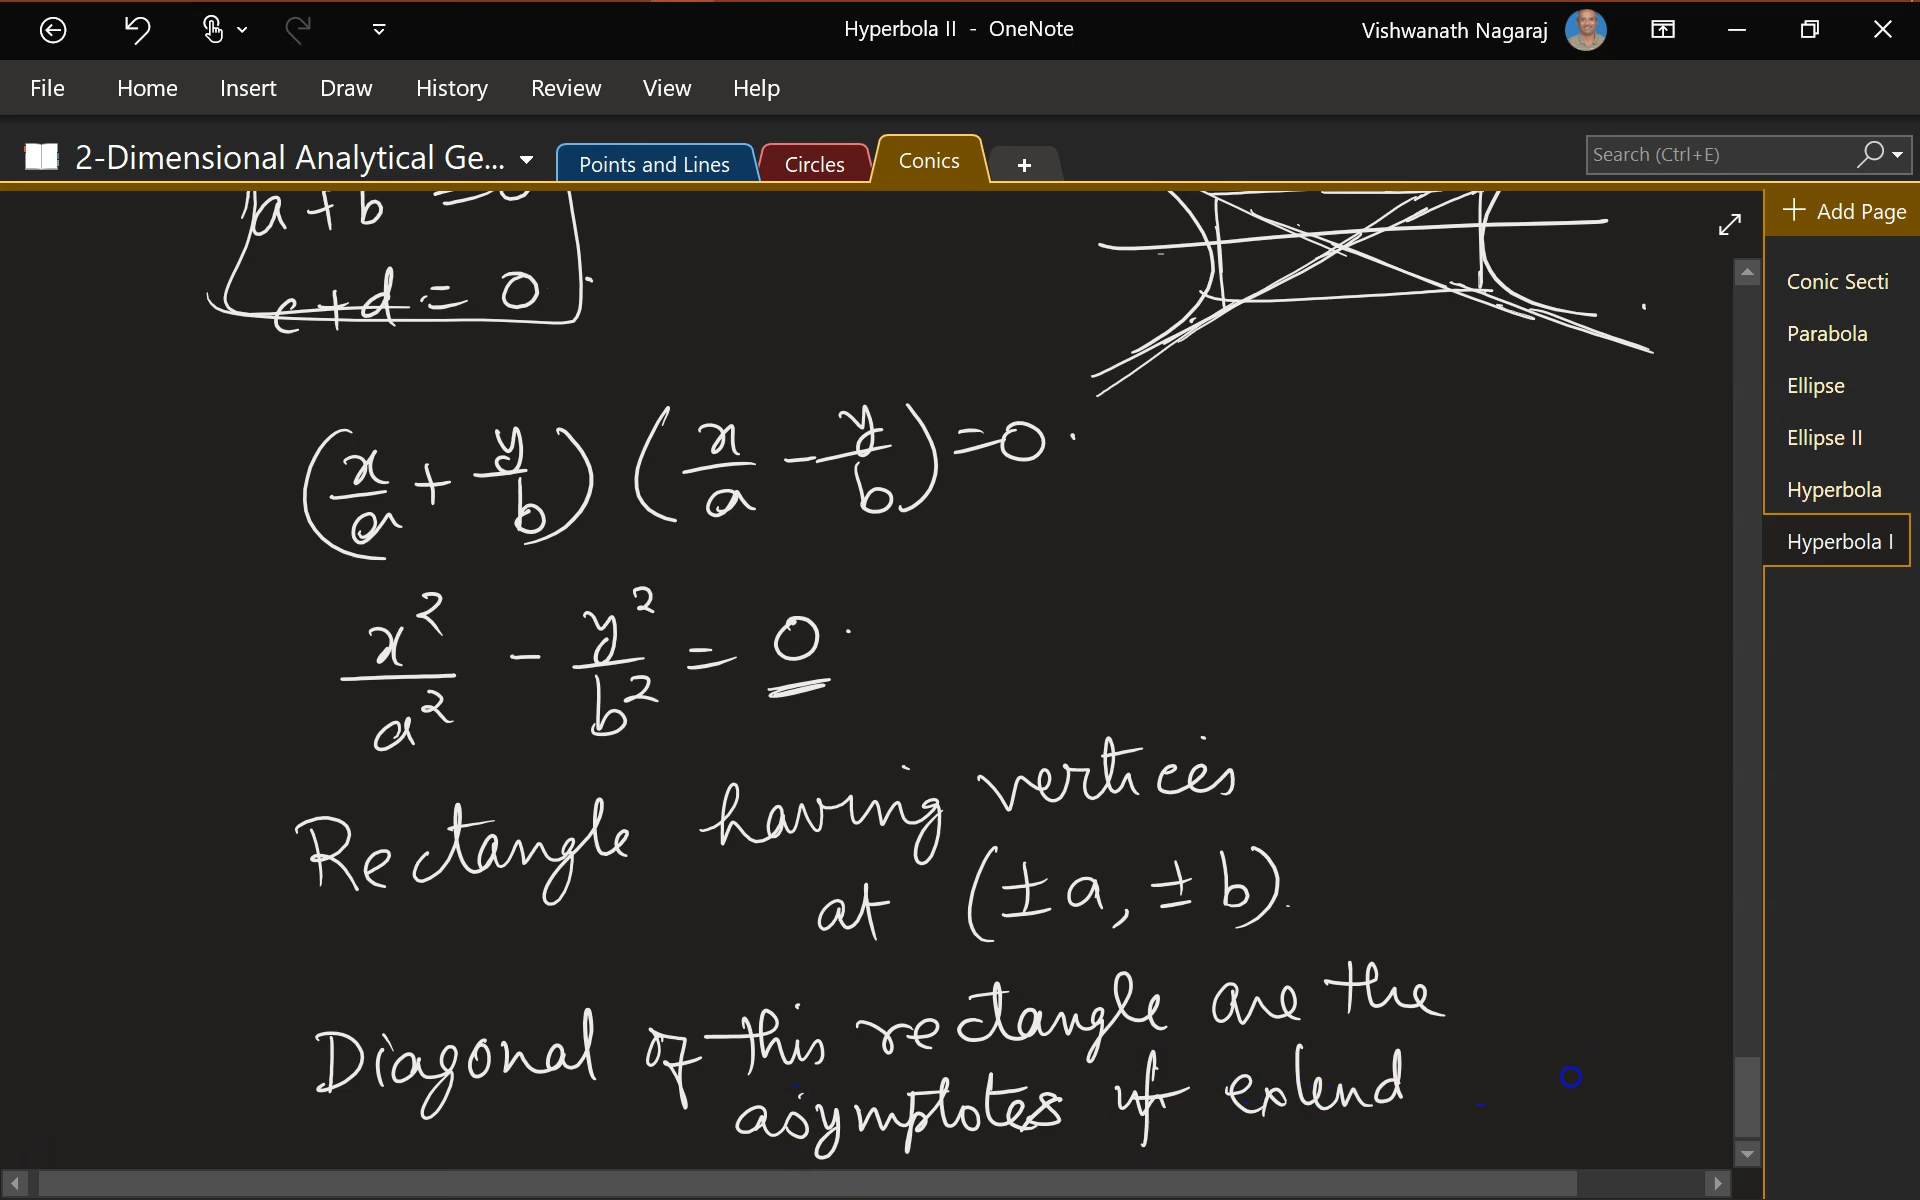 Hyperbola II - OneNote
Vishwanath Nagaraj
File Home Insert Draw History Review View Help
2-Dimensional Analytical Ge...
Points and Lines
Circles
Conics
+
Search (Ctrl+E)
+ Add Page
Conic Secti
Parabola
Ellipse
Ellipse II
Hyperbola
Hyperbola I
a + b = 0
c + d = 0
(x/a + y/b) (x/a - y/b) = 0.
x²/a² - y²/b² = 0.
Rectangle having vertices
at (±a, ±b).
Diagonal of this rectangle are the
asymptotes if extend